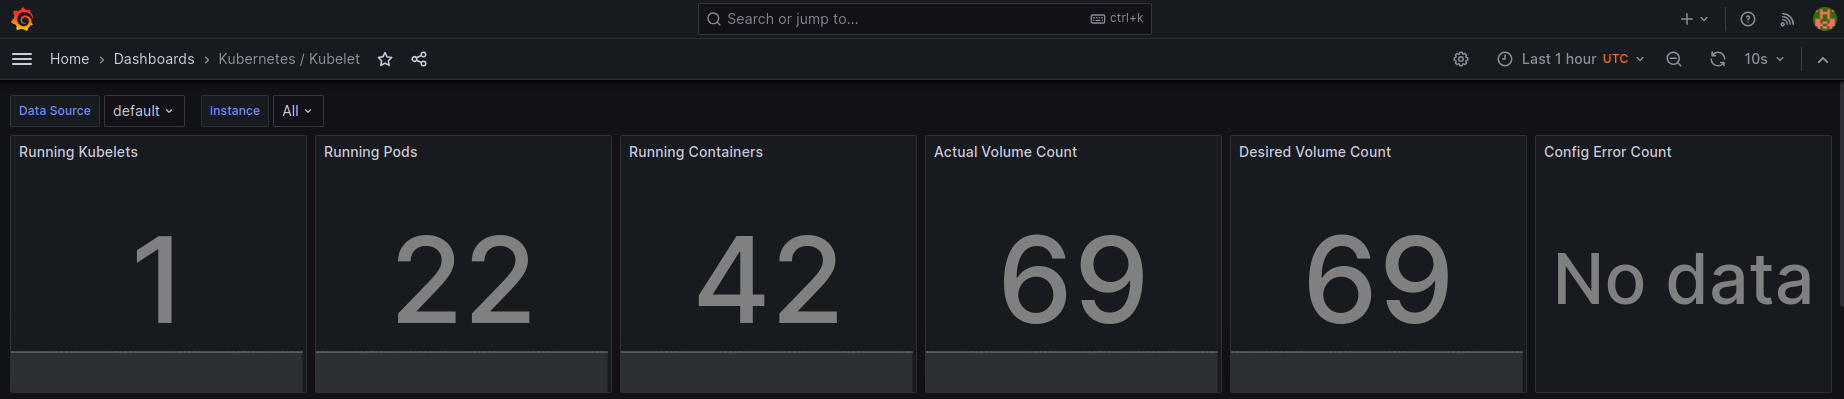 Search or jump to... ctrl+k
Home › Dashboards › Kubernetes / Kubelet Last 1 hour UTC 10s
Data Source default instance All
Running Kubelets
1
Running Pods
22
Running Containers
42
Actual Volume Count
69
Desired Volume Count
69
Config Error Count
No data